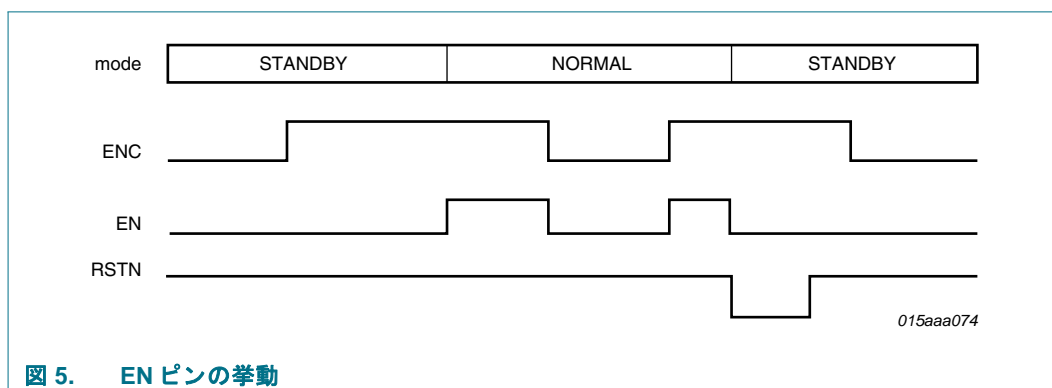 mode STANDBY NORMAL STANDBY
ENC
EN
RSTN
015aaa074
図 5. EN ピンの挙動